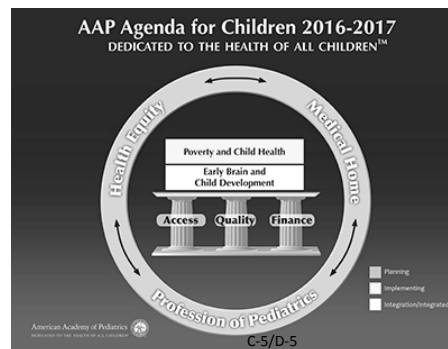 AAP Agenda for Children 2016-2017
DEDICATED TO THE HEALTH OF ALL CHILDREN™
Health Equity
Medical Home
Poverty and Child Health
Early Brain and
Child Development
Access
Quality
Finance
Profession of Pediatrics
Planning
Implementing
Integration/Integrated
American Academy of Pediatrics
DEDICATED TO THE HEALTH OF ALL CHILDREN™
C-5/D-5